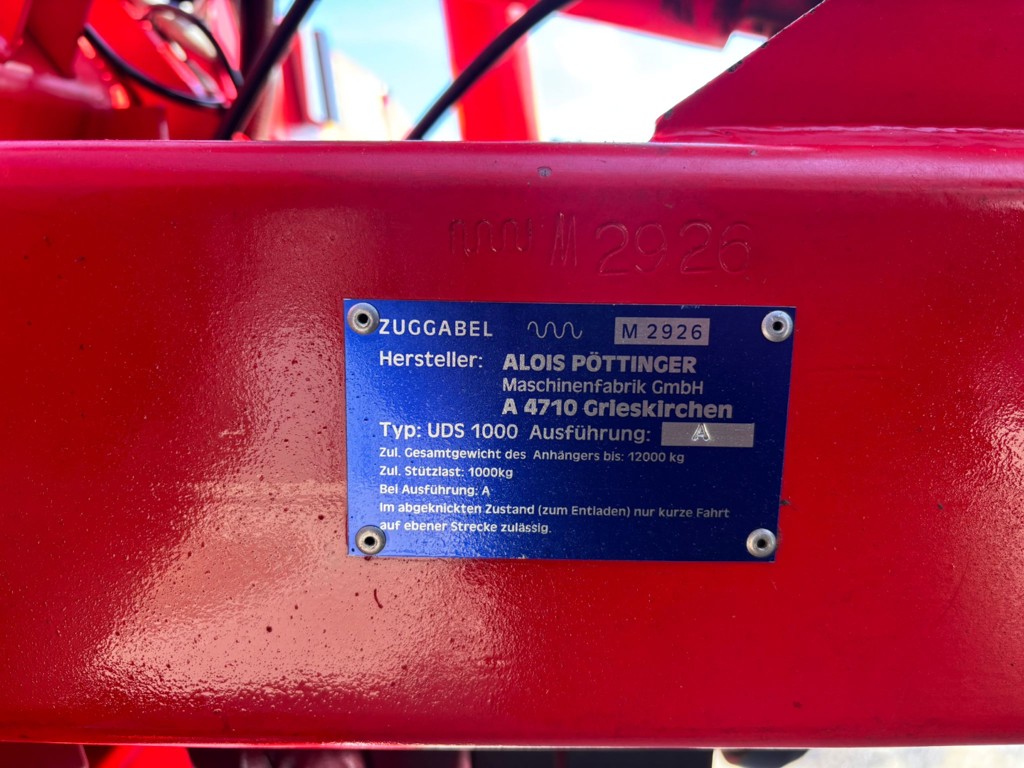 M 2926
ZUGGABEL M 2926
Hersteller: ALOIS PÖTTINGER
Maschinenfabrik GmbH
A 4710 Grieskirchen
Typ: UDS 1000 Ausführung: A
Zul. Gesamtgewicht des Anhängers bis: 12000 kg
Zul. Stützlast: 1000kg
Bei Ausführung: A
im abgeknickten Zustand (zum Entladen) nur kurze Fahrt
auf ebener Strecke zulässig.